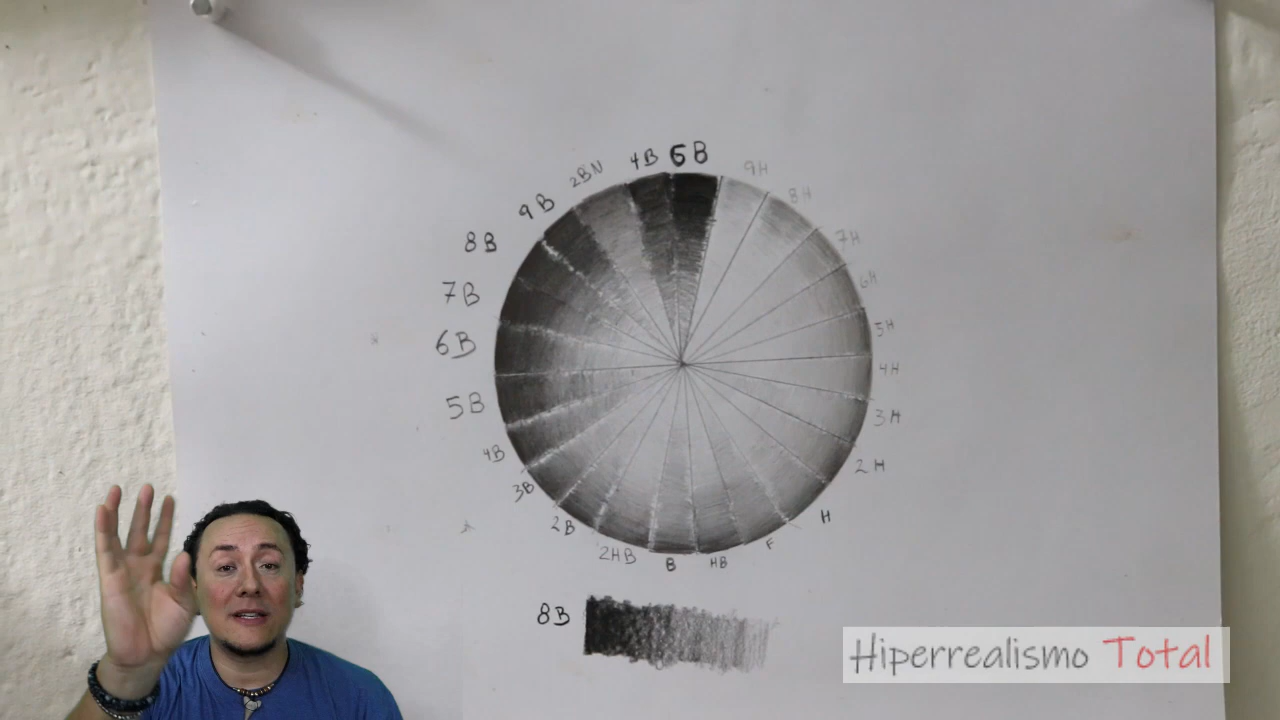 6B
9H
8H
7H
6H
5H
4H
3H
2H
H
F
HB
B
2HB
2B
3B
4B
5B
6B
7B
8B
9B
2BN
4B
8B
Hiperrealismo Total